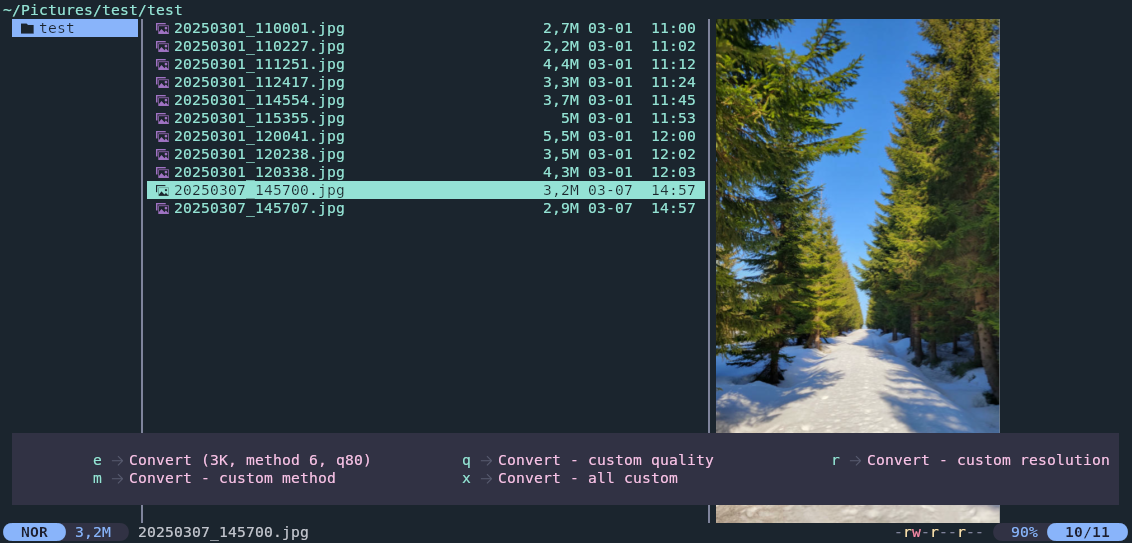 ~/Pictures/test/test
test
20250301_110001.jpg 2,7M 03-01 11:00
20250301_110227.jpg 2,2M 03-01 11:02
20250301_111251.jpg 4,4M 03-01 11:12
20250301_112417.jpg 3,3M 03-01 11:24
20250301_114554.jpg 3,7M 03-01 11:45
20250301_115355.jpg 5M 03-01 11:53
20250301_120041.jpg 5,5M 03-01 12:00
20250301_120238.jpg 3,5M 03-01 12:02
20250301_120338.jpg 4,3M 03-01 12:03
20250307_145700.jpg 3,2M 03-07 14:57
20250307_145707.jpg 2,9M 03-07 14:57
e → Convert (3K, method 6, q80) q → Convert - custom quality r → Convert - custom resolution
m → Convert - custom method x → Convert - all custom
NOR 3,2M 20250307_145700.jpg -rw-r--r-- 90% 10/11